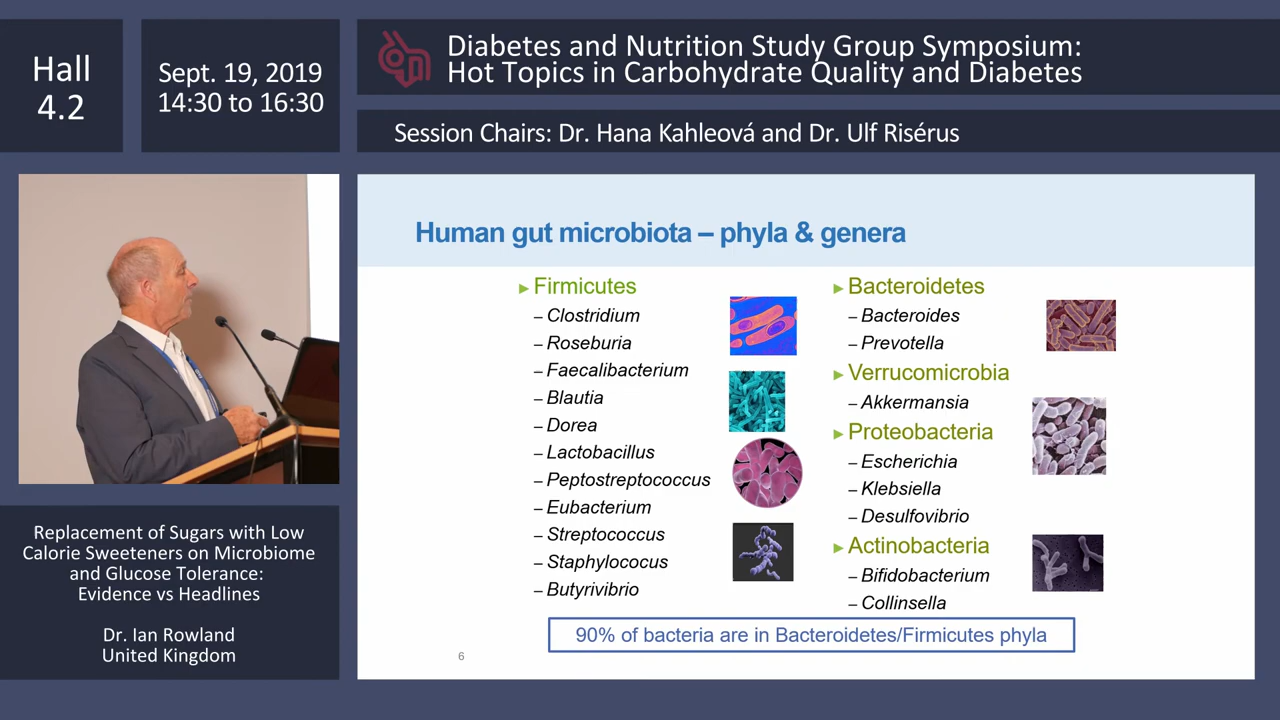 Hall
4.2
Sept. 19, 2019
14:30 to 16:30
Diabetes and Nutrition Study Group Symposium:
Hot Topics in Carbohydrate Quality and Diabetes
Session Chairs: Dr. Hana Kahleová and Dr. Ulf Risérus
Replacement of Sugars with Low
Calorie Sweeteners on Microbiome
and Glucose Tolerance:
Evidence vs Headlines
Dr. Ian Rowland
United Kingdom
Human gut microbiota – phyla & genera
► Firmicutes
– Clostridium
– Roseburia
– Faecalibacterium
– Blautia
– Dorea
– Lactobacillus
– Peptostreptococcus
– Eubacterium
– Streptococcus
– Staphylococus
– Butyrivibrio
► Bacteroidetes
– Bacteroides
– Prevotella
► Verrucomicrobia
– Akkermansia
► Proteobacteria
– Escherichia
– Klebsiella
– Desulfovibrio
► Actinobacteria
– Bifidobacterium
– Collinsella
90% of bacteria are in Bacteroidetes/Firmicutes phyla
6